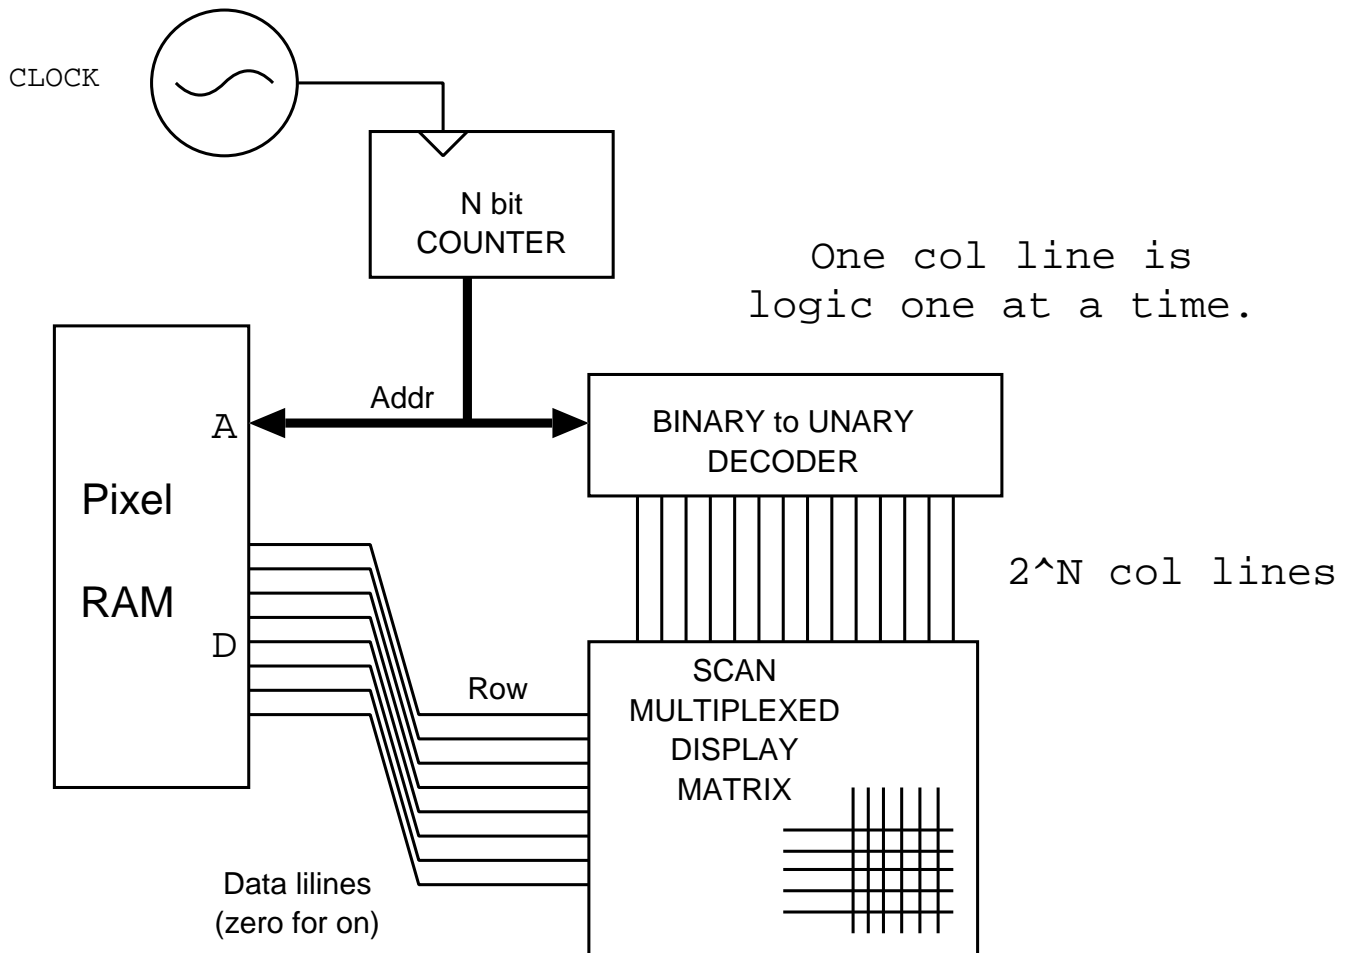 CLOCK
N bit
COUNTER
One col line is
logic one at a time.
Addr
A
BINARY to UNARY
DECODER
Pixel
RAM
D
2^N col lines
Row
SCAN
MULTIPLEXED
DISPLAY
MATRIX
Data lilines
(zero for on)